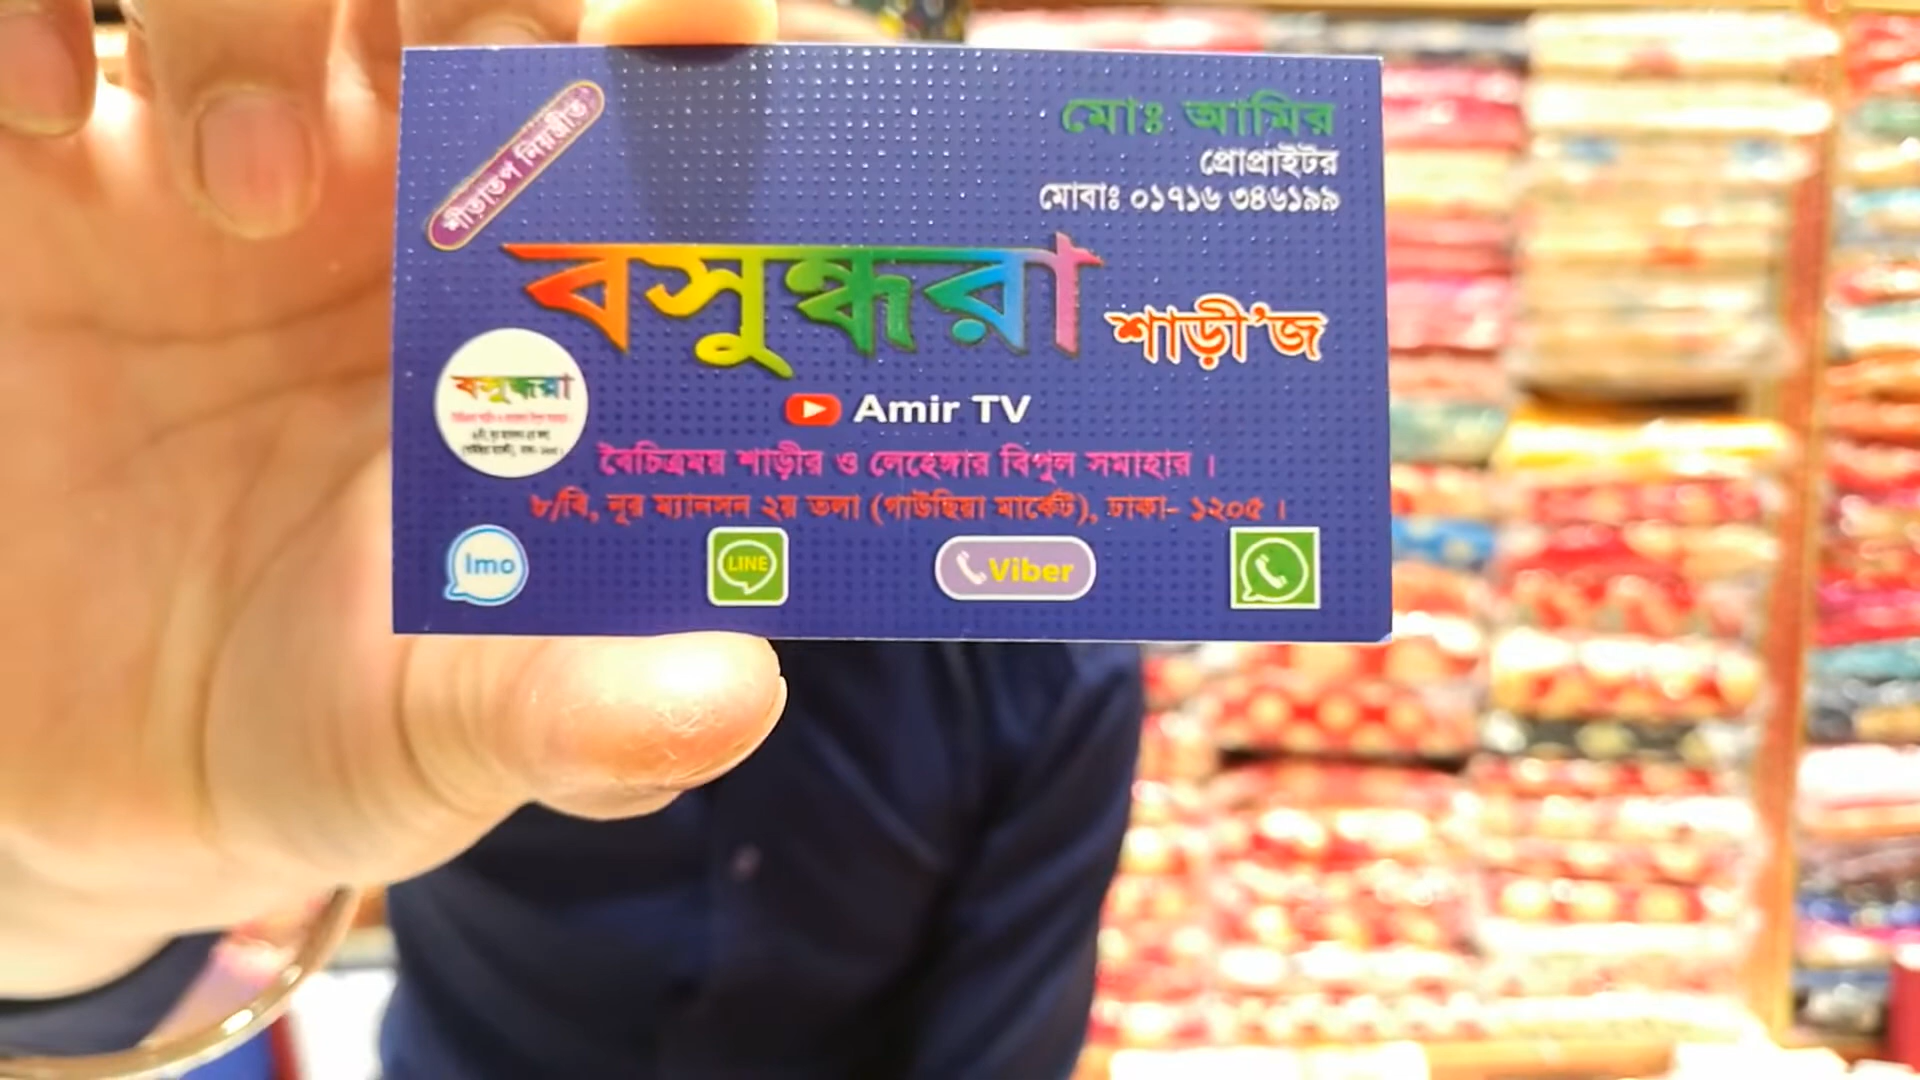 শীতাতপ নিয়ন্ত্রীত
মোঃ আমির
প্রোপ্রাইটর
মোবাঃ ০১৭১৬ ৩৪৬১৯৯
বসুন্ধরা শাড়ী’জ
বসুন্ধরা
Amir TV
বৈচিত্রময় শাড়ীর ও লেহেঙ্গার বিপুল সমাহার ।
৮/বি, নূর ম্যানসন ২য় তলা (গাউছিয়া মার্কেট), ঢাকা- ১২০৫ ।
Imo
LINE
Viber